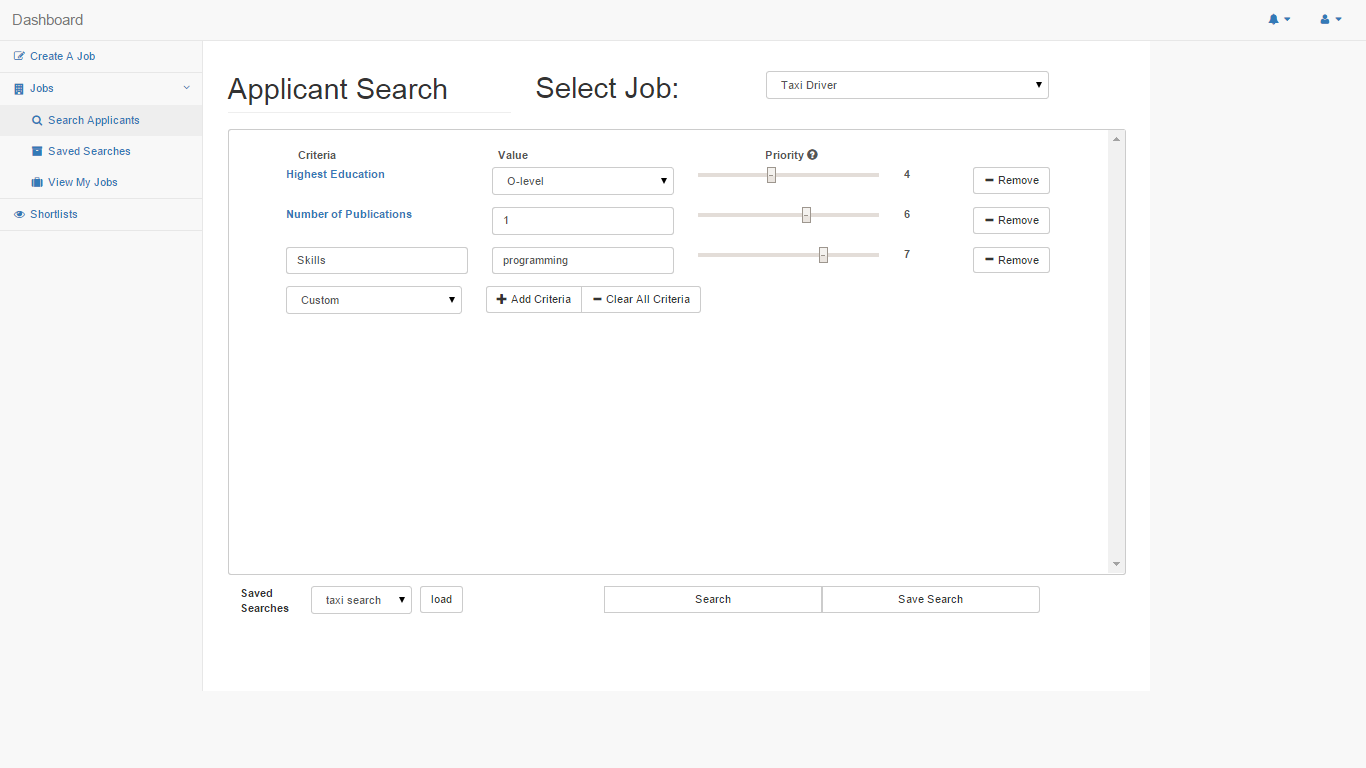 Dashboard
Create A Job
Jobs
Search Applicants
Saved Searches
View My Jobs
Shortlists
Applicant Search
Select Job:
Taxi Driver
Criteria Value Priority
Highest Education O-level 4 Remove
Number of Publications 1 6 Remove
Skills programming 7 Remove
Custom Add Criteria Clear All Criteria
Saved
Searches
taxi search load Search Save Search